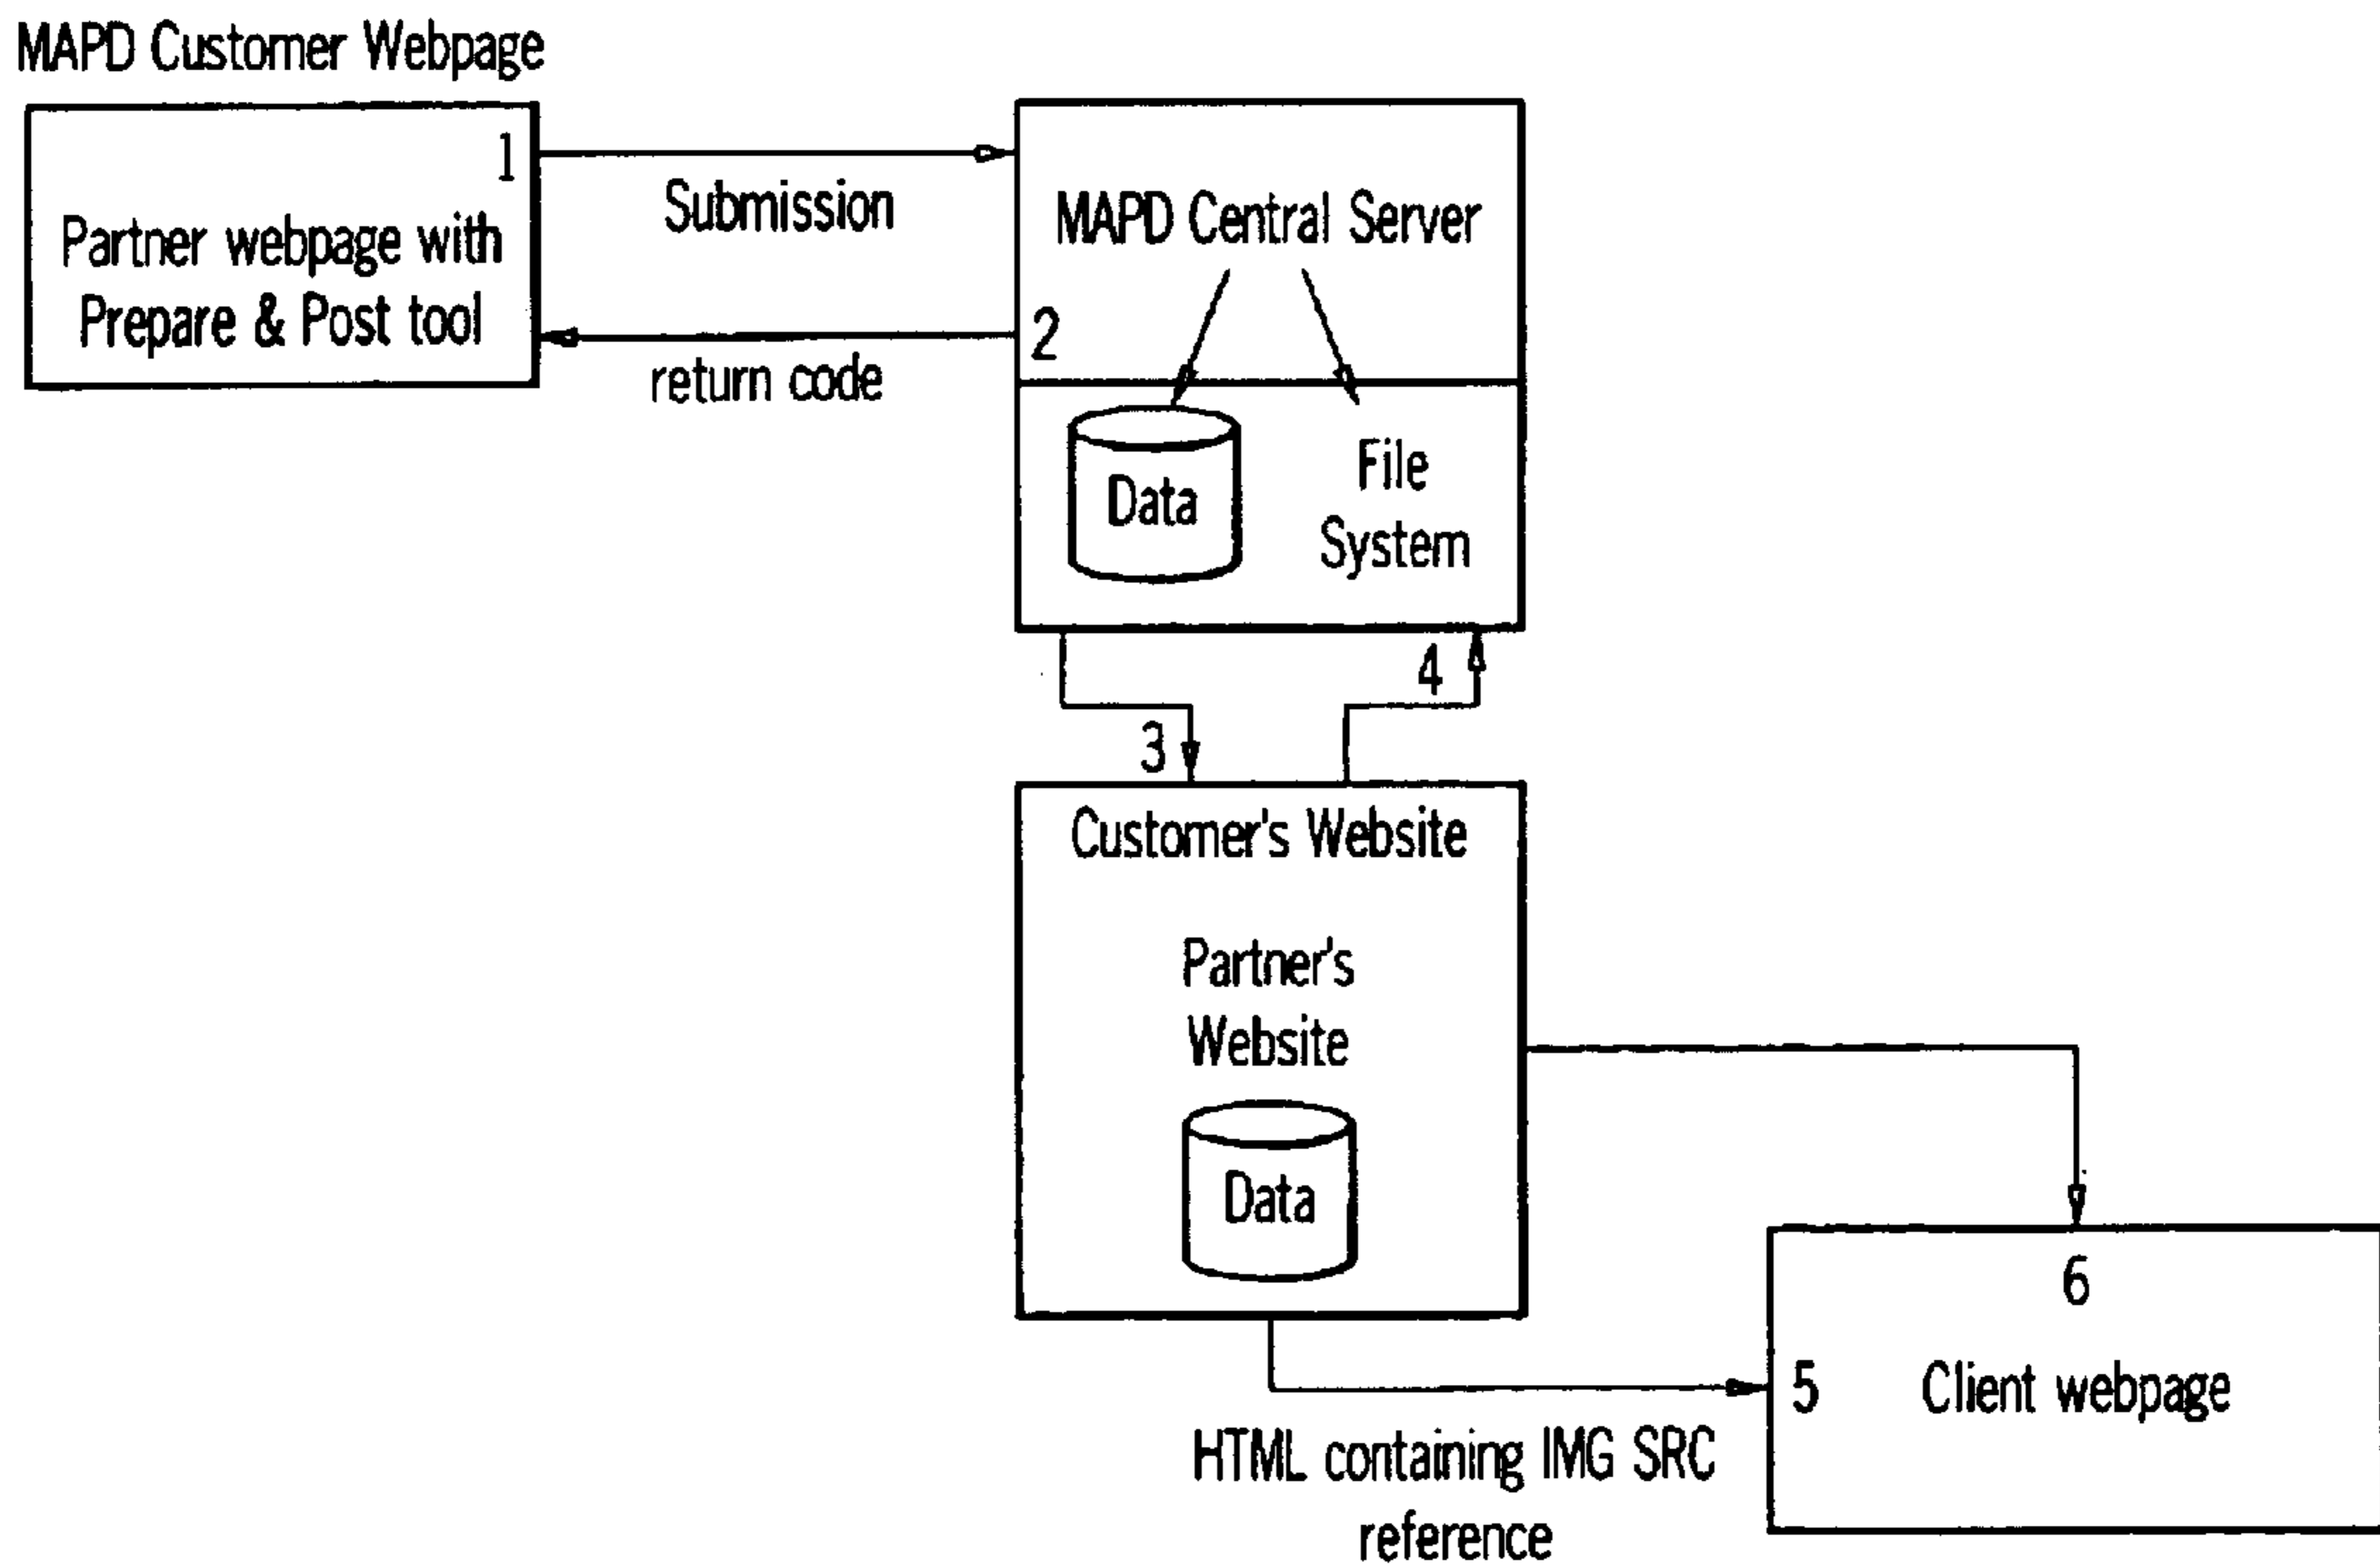 MAPD Customer Webpage
1
Partner webpage with
Prepare & Post tool
Submission
return code
MAPD Central Server
2
Data
File
System
3
4
Customer's Website
Partner's
Website
Data
HTML containing IMG SRC
reference
5
6
Client webpage